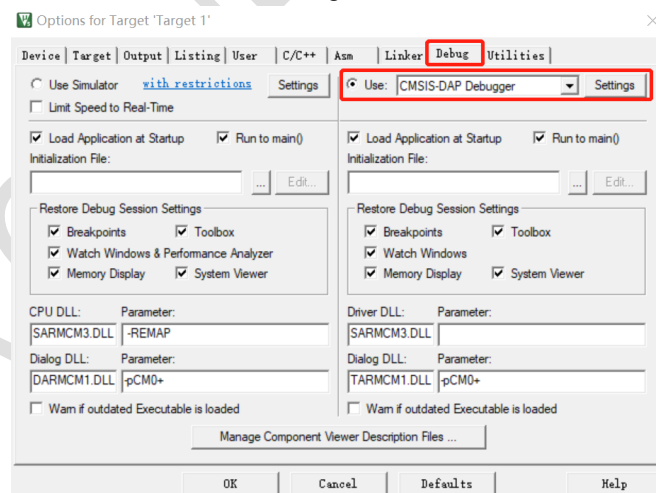 Options for Target 'Target 1'
Device Target Output Listing User C/C++ Asm Linker Debug Utilities
Use Simulator with restrictions Settings
Limit Speed to Real-Time
Load Application at Startup Run to main()
Initialization File:
... Edit...
Restore Debug Session Settings
Breakpoints Toolbox
Watch Windows & Performance Analyzer
Memory Display System Viewer
CPU DLL: Parameter:
SARMCM3.DLL -REMAP
Dialog DLL: Parameter:
DARMCM1.DLL -pCM0+
Warn if outdated Executable is loaded
Use: CMSIS-DAP Debugger Settings
Load Application at Startup Run to main()
Initialization File:
... Edit...
Restore Debug Session Settings
Breakpoints Toolbox
Watch Windows
Memory Display System Viewer
Driver DLL: Parameter:
SARMCM3.DLL
Dialog DLL: Parameter:
TARMCM1.DLL -pCM0+
Warn if outdated Executable is loaded
Manage Component Viewer Description Files ...
OK Cancel Defaults Help